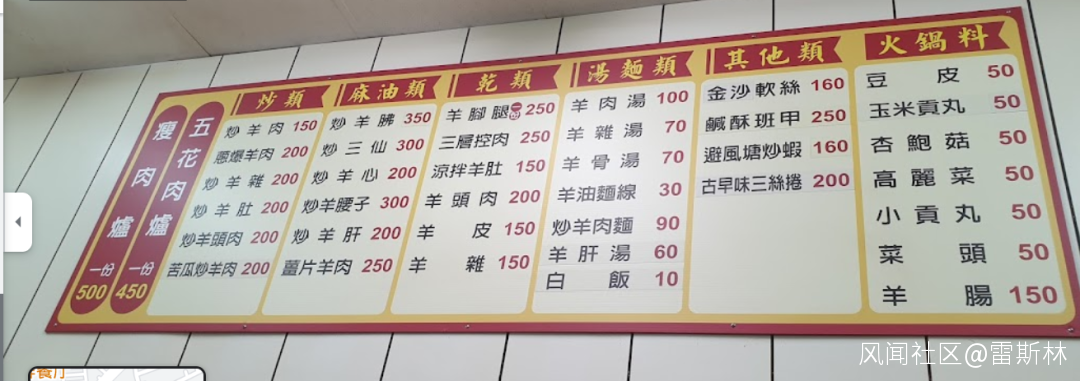 五花肉爐 一份 450
瘦肉爐 一份 500
炒類
炒羊肉 150
蔥爆羊肉 200
炒羊雜 200
炒羊肚 200
炒羊頭肉 200
苦瓜炒羊肉 200
麻油類
炒羊腓 350
炒三仙 300
炒羊心 200
炒羊腰子 300
炒羊肝 200
薑片羊肉 250
乾類
羊腳腿 250
三層控肉 250
涼拌羊肚 150
羊頭肉 200
羊皮 150
羊雜 150
湯麵類
羊肉湯 100
羊雜湯 70
羊骨湯 70
羊油麵線 30
炒羊肉麵 90
羊肝湯 60
白飯 10
其他類
金沙軟絲 160
鹹酥班甲 250
避風塘炒蝦 160
古早味三絲捲 200
火鍋料
豆皮 50
玉米貢丸 50
杏鮑菇 50
高麗菜 50
小貢丸 50
菜頭 50
羊腸 150
风闻社区@雷斯林
餐厅